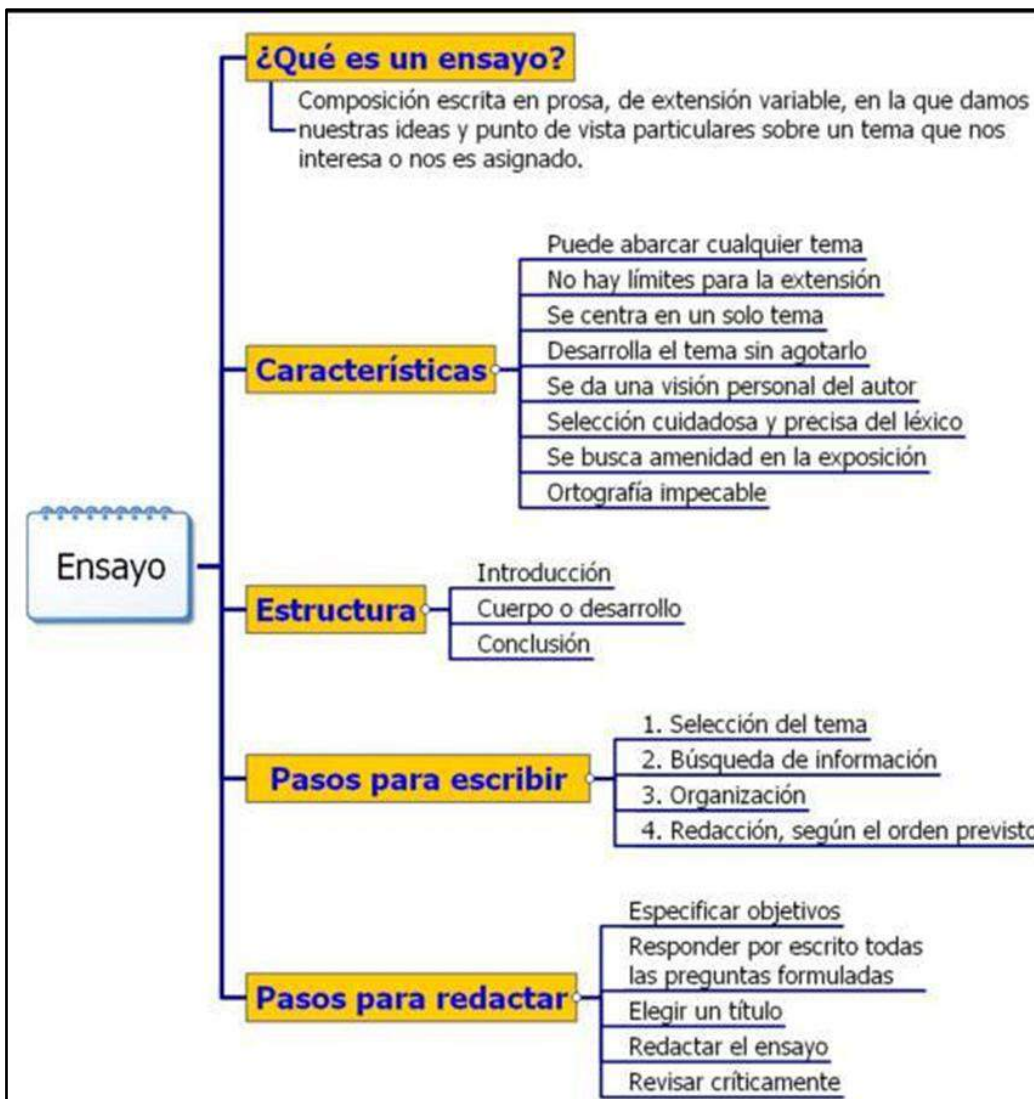 ¿Qué es un ensayo?
Composición escrita en prosa, de extensión variable, en la que damos
nuestras ideas y punto de vista particulares sobre un tema que nos
interesa o nos es asignado.
Puede abarcar cualquier tema
No hay límites para la extensión
Se centra en un solo tema
Desarrolla el tema sin agotarlo
Características
Se da una visión personal del autor
Selección cuidadosa y precisa del léxico
Se busca amenidad en la exposición
Ortografía impecable
Ensayo
Introducción
Estructura
Cuerpo o desarrollo
Conclusión
1. Selección del tema
2. Búsqueda de información
Pasos para escribir
3. Organización
4. Redacción, según el orden previsto
Especificar objetivos
Responder por escrito todas
las preguntas formuladas
Pasos para redactar
Elegir un título
Redactar el ensayo
Revisar críticamente